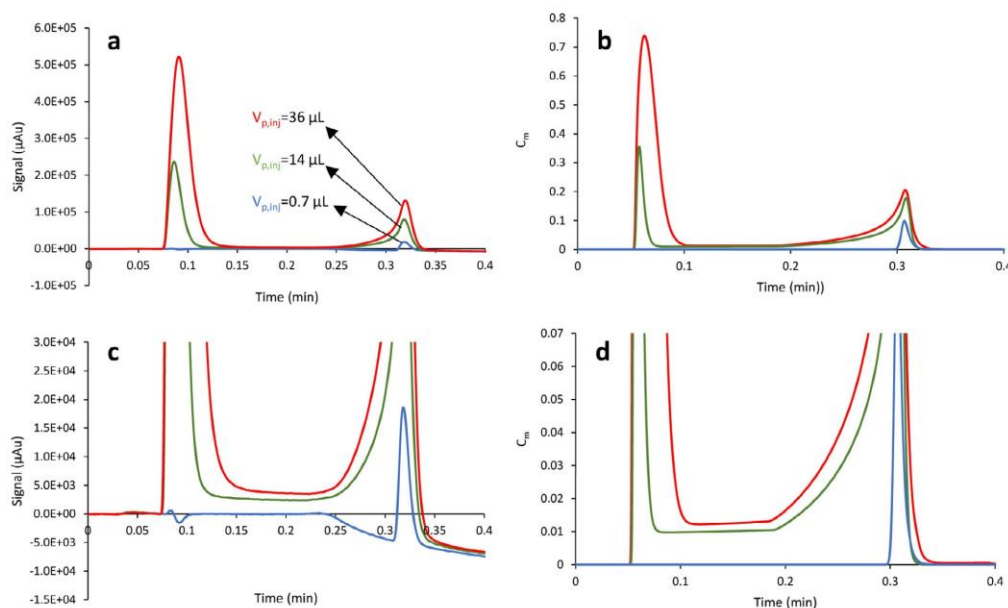 a
6.0E+05
5.0E+05
4.0E+05
3.0E+05
2.0E+05
1.0E+05
0.0E+00
-1.0E+05
Signal (µAu)
Vp,inj=36 µL
Vp,inj=14 µL
Vp,inj=0.7 µL
0 0.05 0.1 0.15 0.2 0.25 0.3 0.35 0.4
Time (min)
b
0.8
0.7
0.6
0.5
0.4
0.3
0.2
0.1
0
Cm
0 0.1 0.2 0.3 0.4
Time (min))
c
3.0E+04
2.5E+04
2.0E+04
1.5E+04
1.0E+04
5.0E+03
0.0E+00
-5.0E+03
-1.0E+04
-1.5E+04
Signal (µAu)
0 0.05 0.1 0.15 0.2 0.25 0.3 0.35 0.4
Time (min)
d
0.07
0.06
0.05
0.04
0.03
0.02
0.01
0
Cm
0 0.1 0.2 0.3 0.4
Time (min)